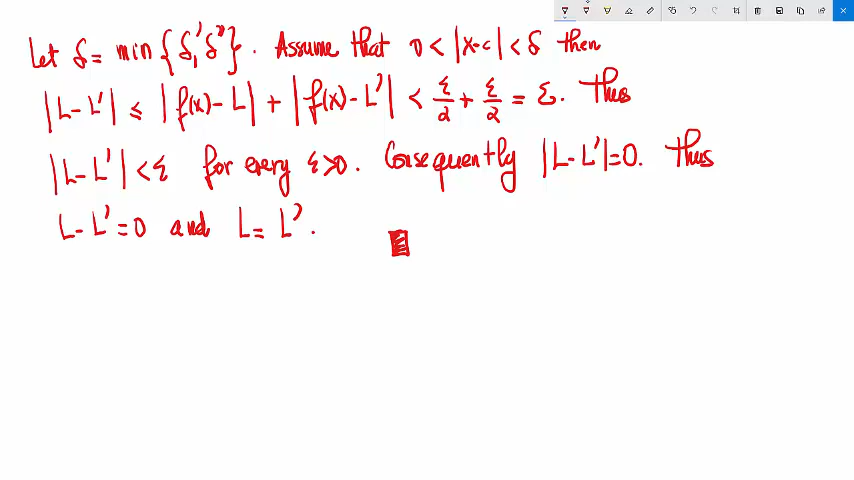 Let δ = min {δ', δ''}. Assume that 0 < |x-c| < δ then
|L - L'| ≤ |f(x) - L| + |f(x) - L'| < ε/2 + ε/2 = ε. Thus
|L - L'| < ε for every ε > 0. Consequently |L - L'| = 0. Thus
L - L' = 0 and L = L'.